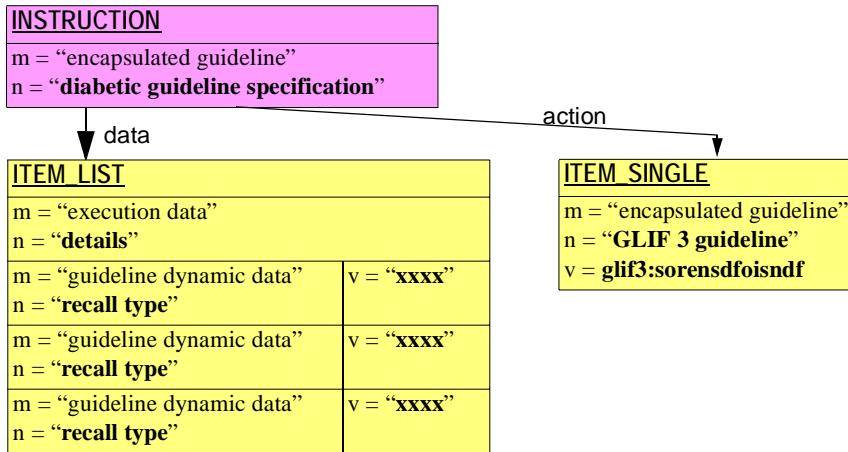 INSTRUCTION
m = “encapsulated guideline”
n = “diabetic guideline specification”
action
data
ITEM_LIST
m = “execution data”
n = “details”
m = “guideline dynamic data” v = “xxxx”
n = “recall type”
m = “guideline dynamic data” v = “xxxx”
n = “recall type”
m = “guideline dynamic data” v = “xxxx”
n = “recall type”
ITEM_SINGLE
m = “encapsulated guideline”
n = “GLIF 3 guideline”
v = glif3:sorensdfoisndf